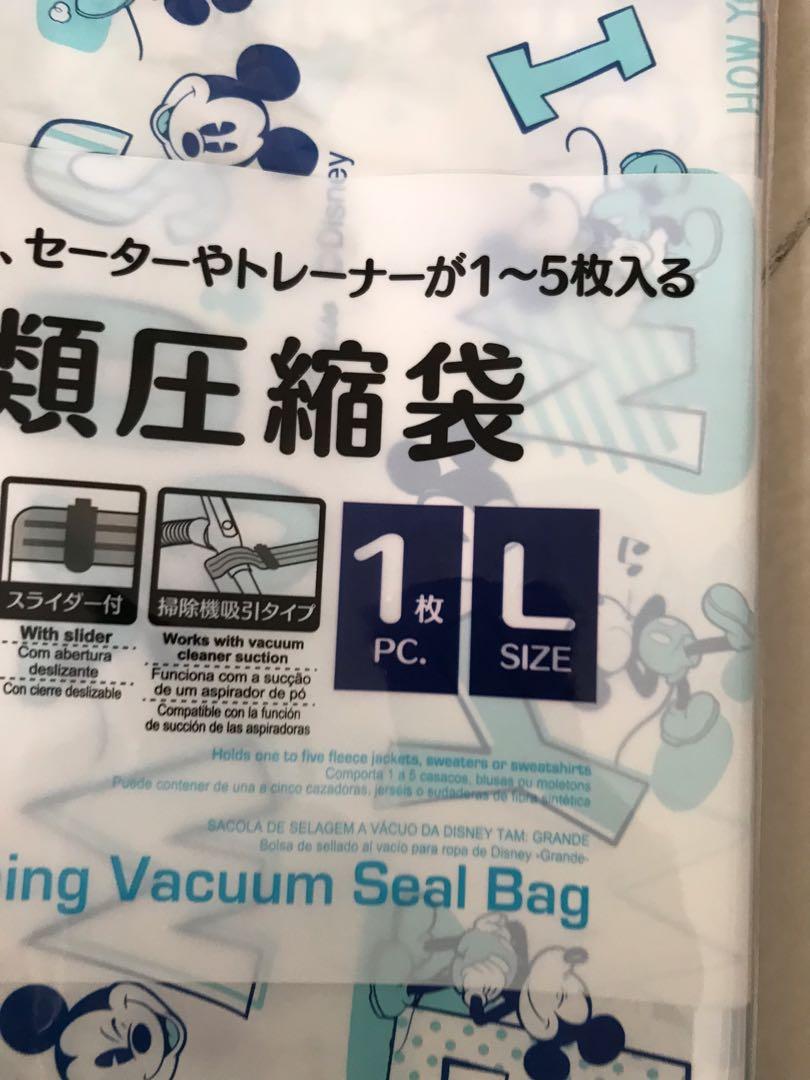 HOY MOU
Disney
、セーターやトレーナーが1～5枚入る
類圧縮袋
スライダー付
With slider
Com abertura
deslizante
Con cierre deslizable
掃除機吸引タイプ
Works with vacuum
cleaner suction
Funciona com a sucção
de um aspirador de pó
Compatible con la función
de succión de las aspiradoras
1枚
PC.
L
SIZE
Holds one to five fleece jackets, sweaters or sweatshirts
Comporta 1 a 5 casacos, blusas ou moletons
Puede contener de una a cinco cazadoras, jerséis o sudaderas de fibra sintética
SACOLA DE SELAGEM A VÁCUO DA DISNEY TAM: GRANDE
Bolsa de sellado al vacío para ropa de Disney -Grande-
ing Vacuum Seal Bag